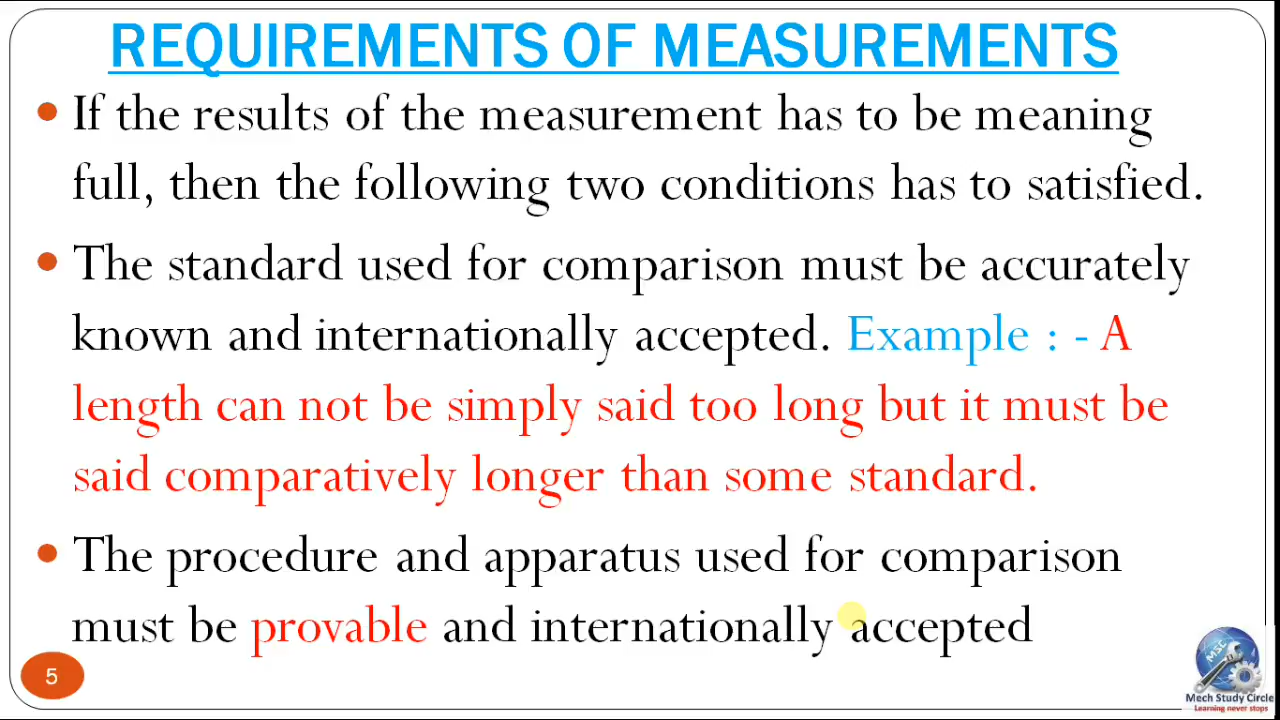 REQUIREMENTS OF MEASUREMENTS
• If the results of the measurement has to be meaning
full, then the following two conditions has to satisfied.
• The standard used for comparison must be accurately
known and internationally accepted. Example : - A
length can not be simply said too long but it must be
said comparatively longer than some standard.
• The procedure and apparatus used for comparison
must be provable and internationally accepted
5
MSC
Mech Study Circle
Learning never stops